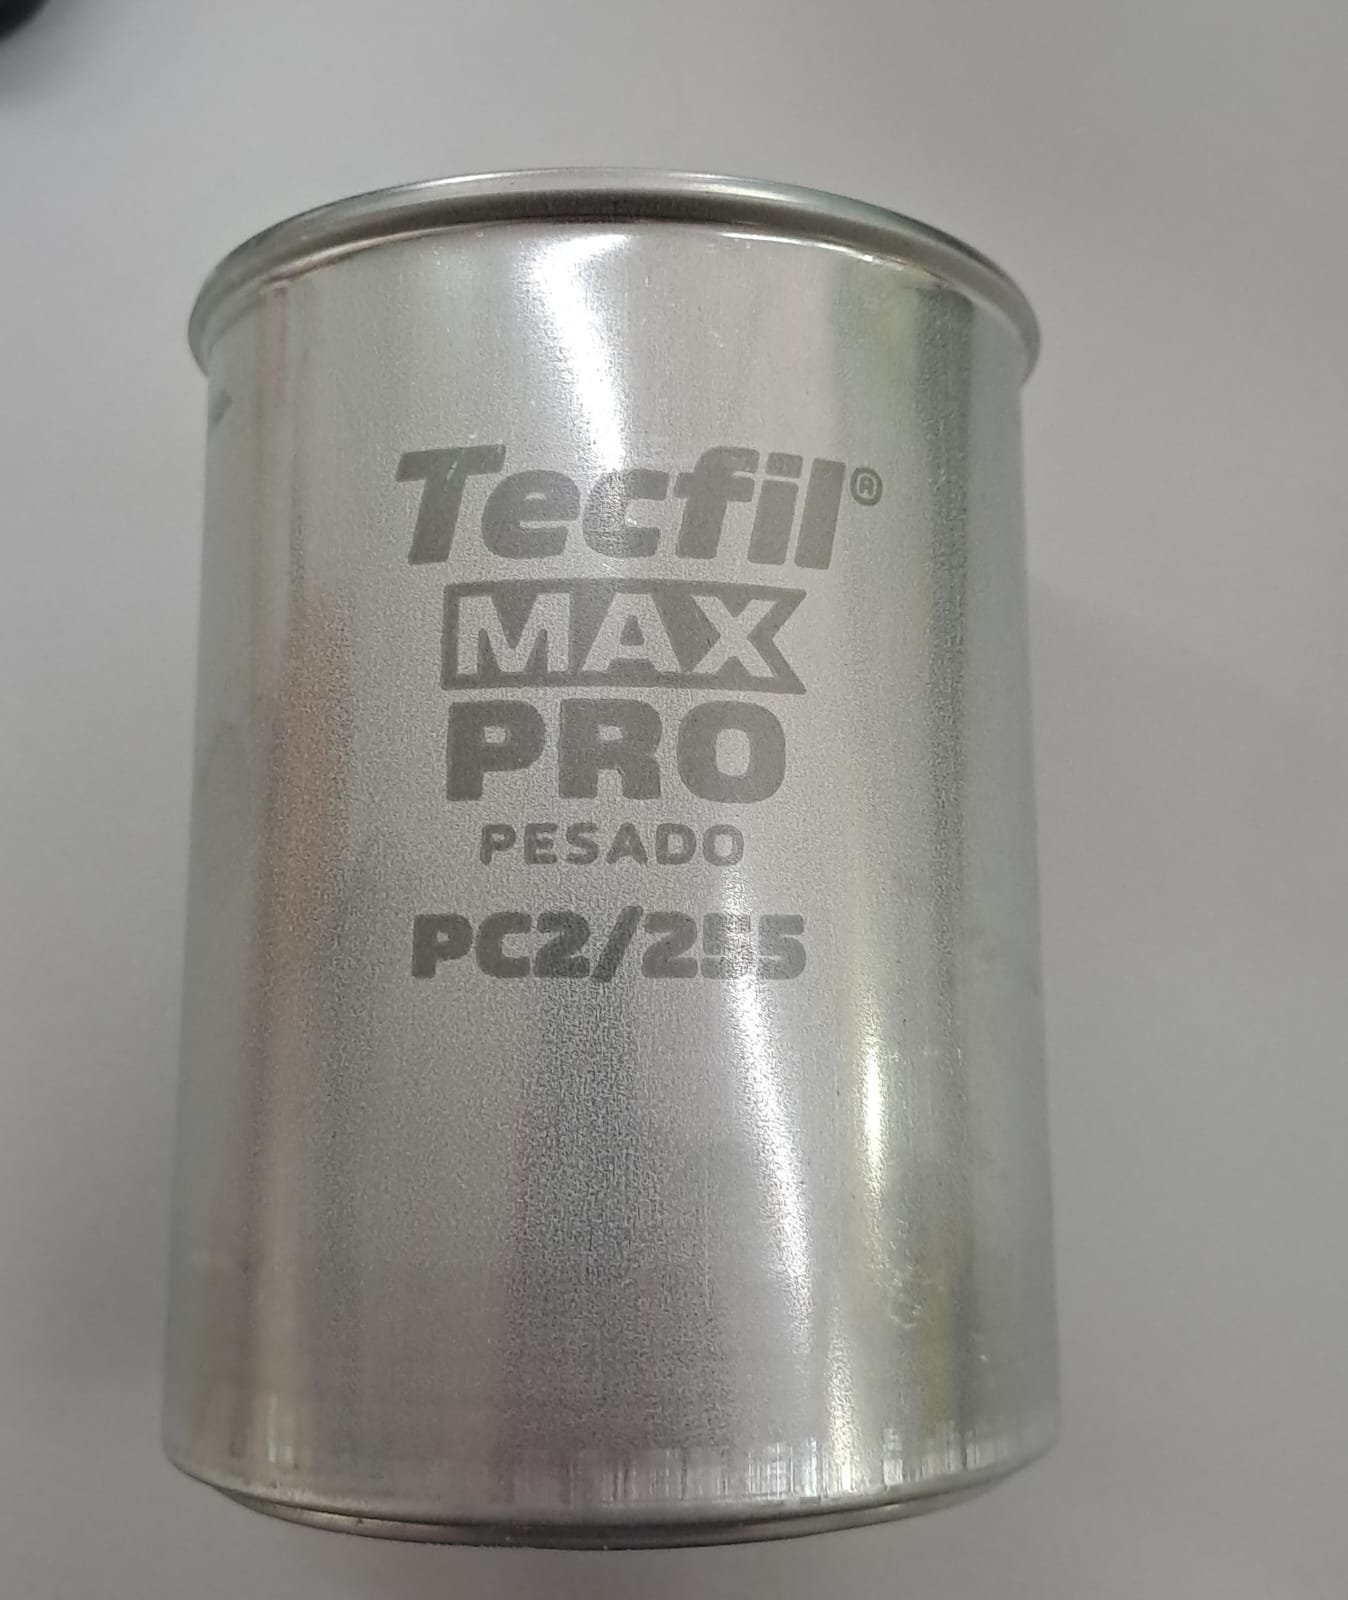 Tecfil®
MAX
PRO
PESADO
PC2/255